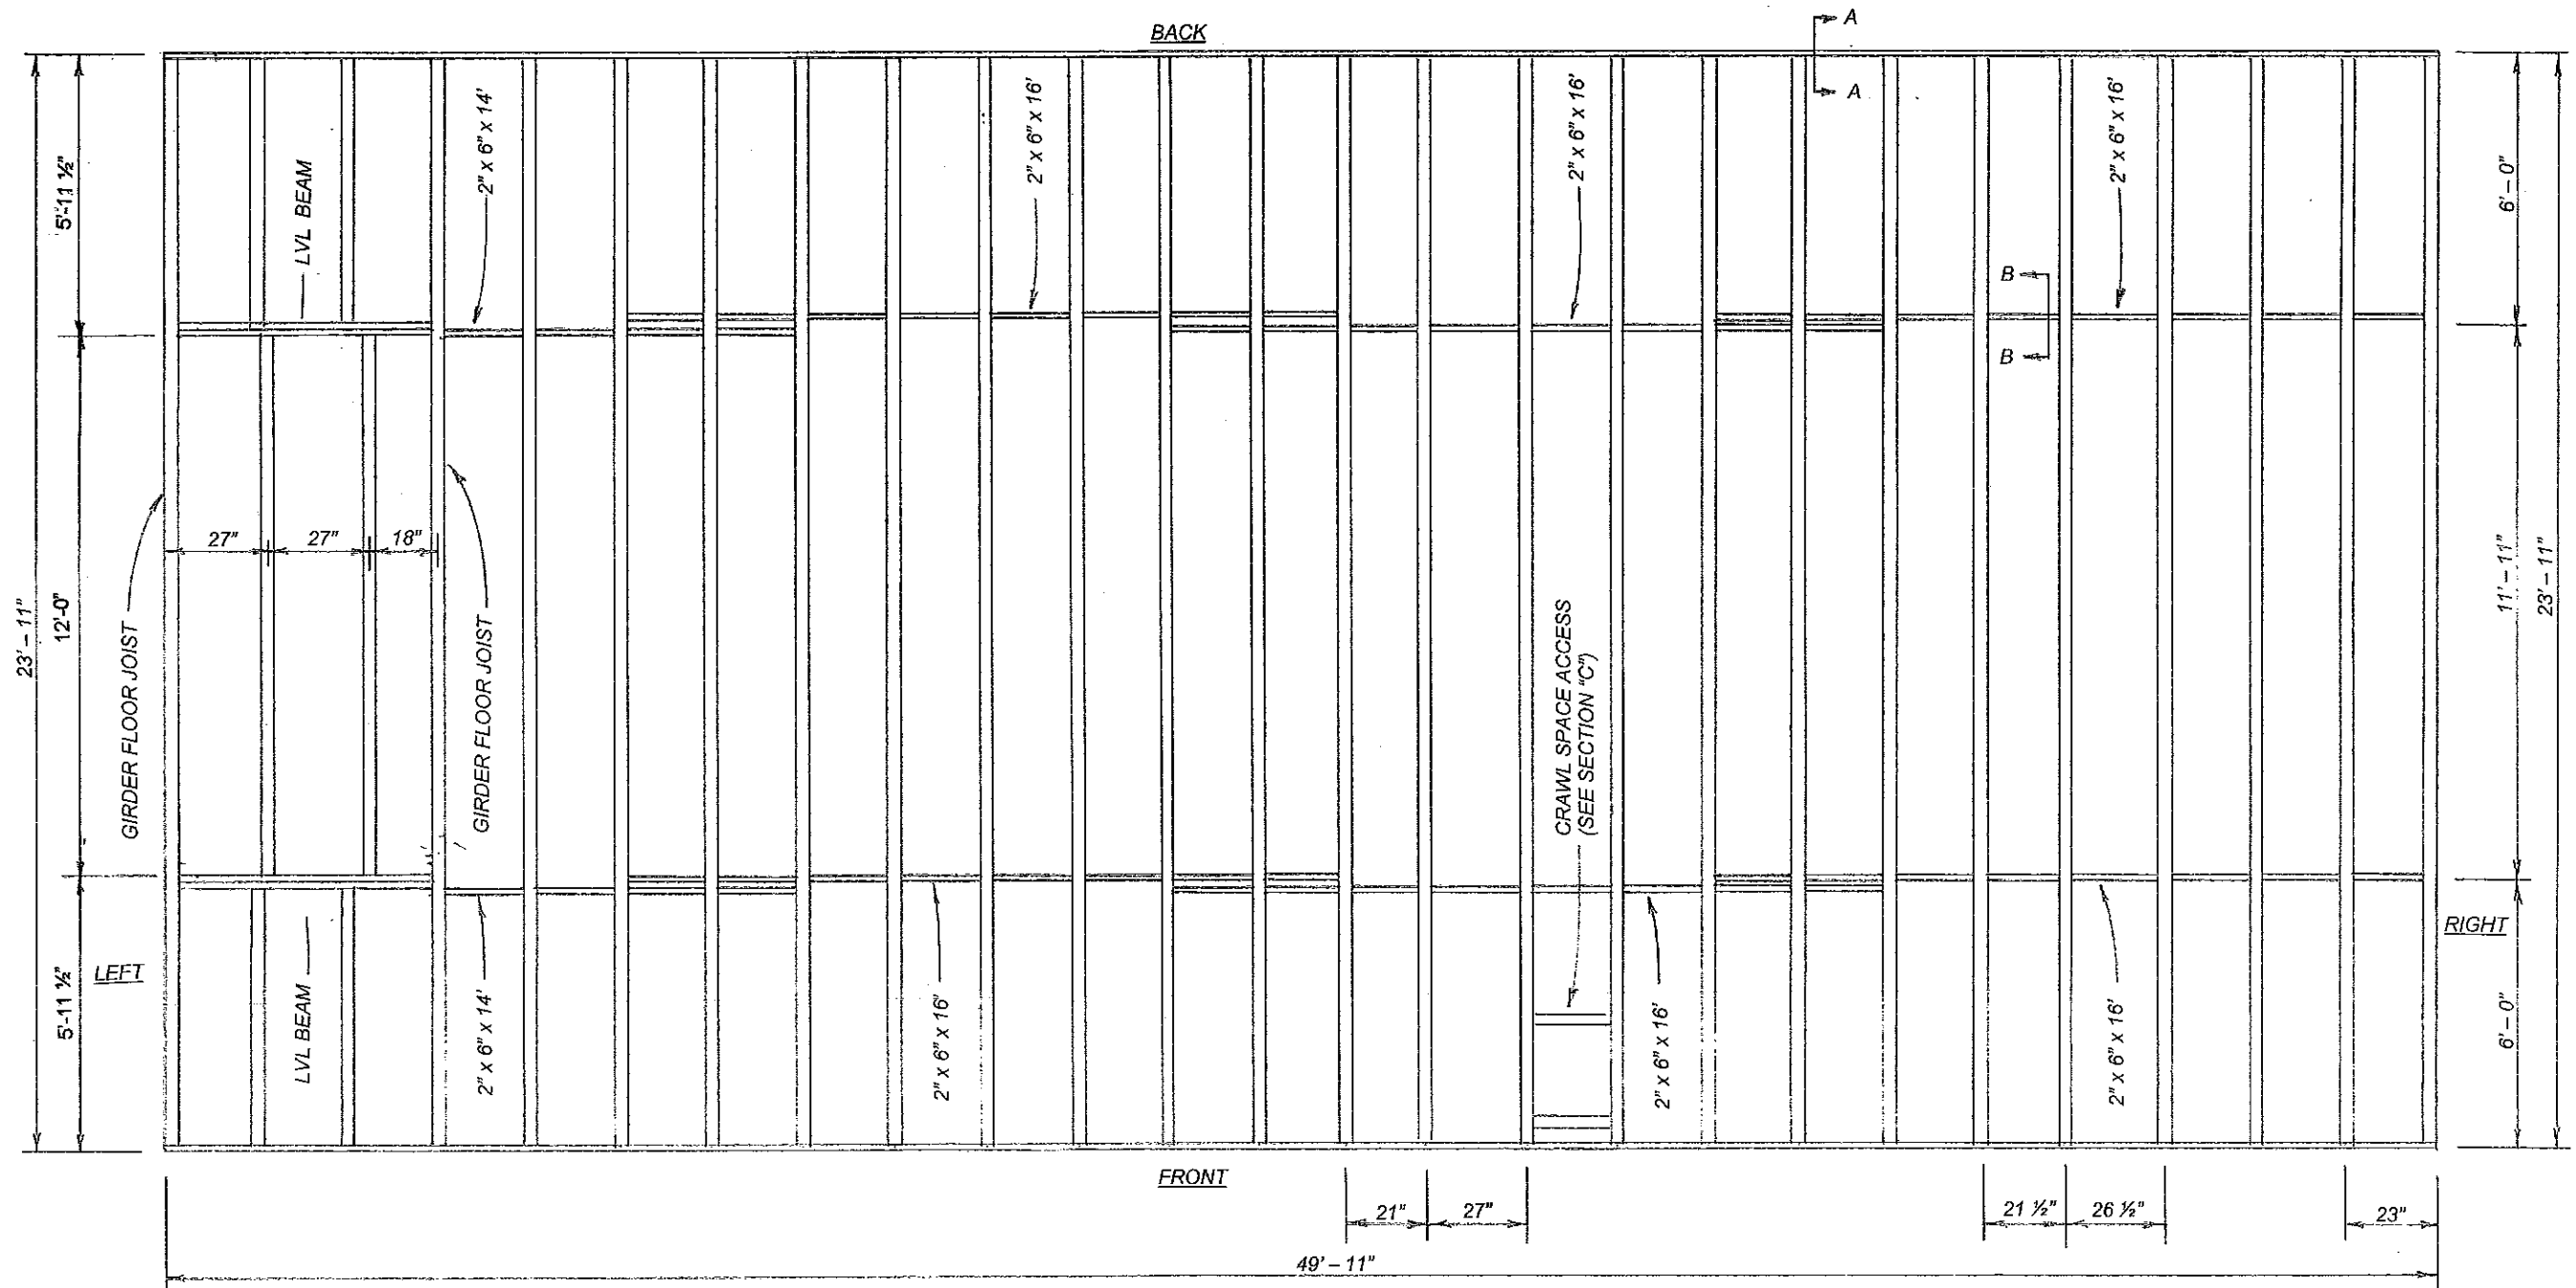 BACK
A
A
5'-11 ½"
LVL BEAM
2" x 6" x 14'
2" x 6" x 16'
2" x 6" x 16'
2" x 6" x 16'
6' – 0"
B
B
27"
27"
18"
23' – 11"
12'-0"
GIRDER FLOOR JOIST
GIRDER FLOOR JOIST
CRAWL SPACE ACCESS
(SEE SECTION "C")
11' – 11"
23' – 11"
LEFT
RIGHT
5'-11 ½"
LVL BEAM
2" x 6" x 14'
2" x 6" x 16'
2" x 6" x 16'
2" x 6" x 16'
6' – 0"
FRONT
21"
27"
21 ½"
26 ½"
23"
49' – 11"